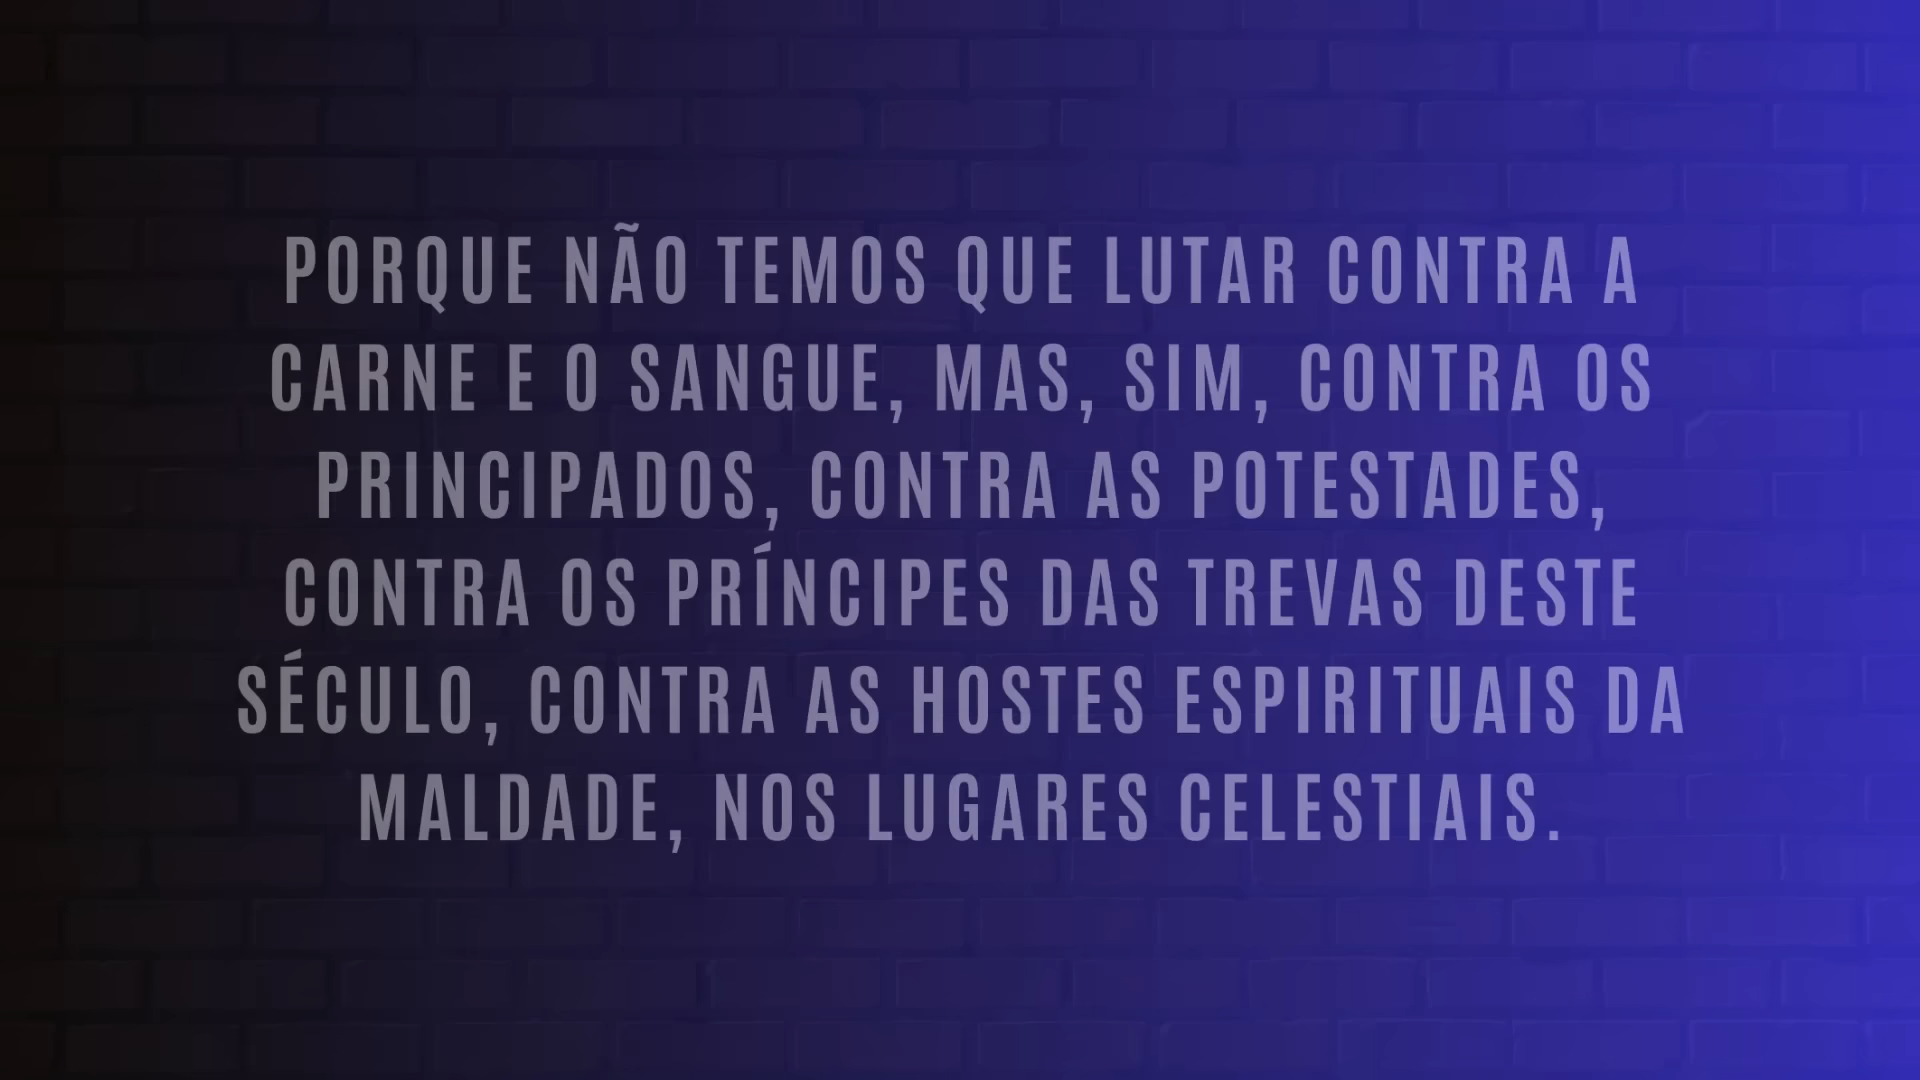 PORQUE NÃO TEMOS QUE LUTAR CONTRA A
CARNE E O SANGUE, MAS, SIM, CONTRA OS
PRINCIPADOS, CONTRA AS POTESTADES,
CONTRA OS PRÍNCIPES DAS TREVAS DESTE
SÉCULO, CONTRA AS HOSTES ESPIRITUAIS DA
MALDADE, NOS LUGARES CELESTIAIS.